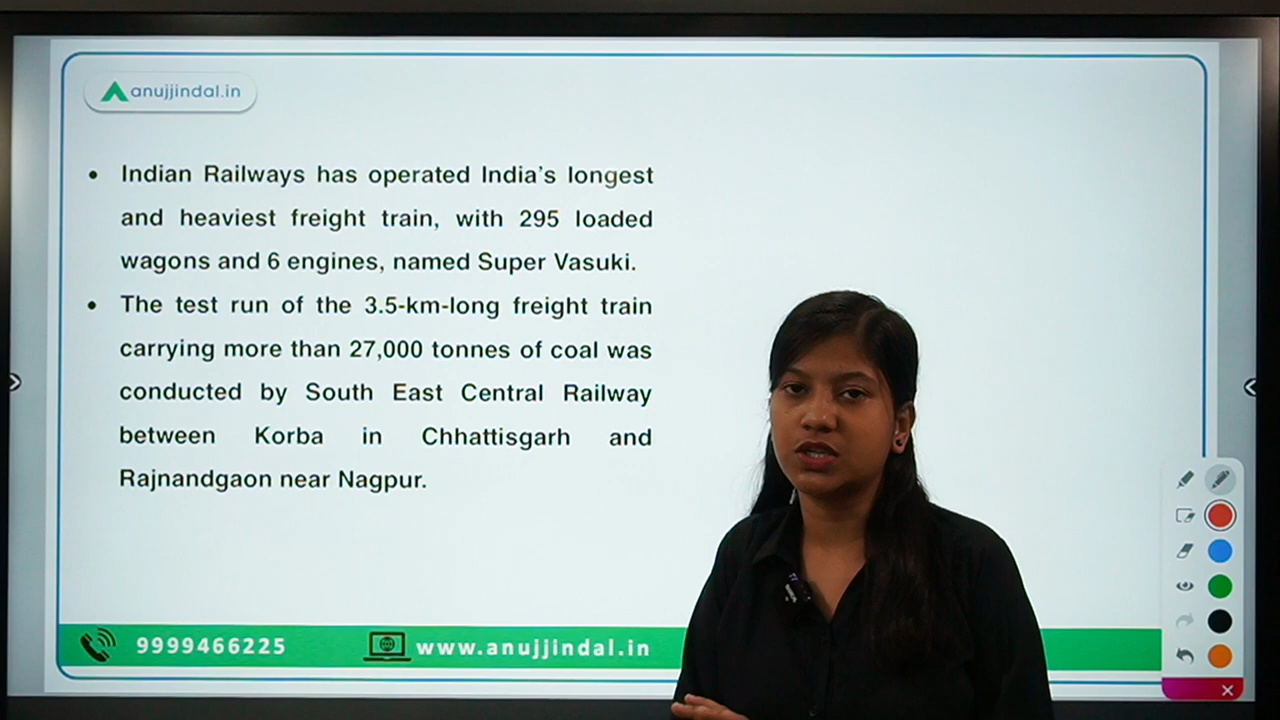 anujjindal.in
• Indian Railways has operated India's longest
and heaviest freight train, with 295 loaded
wagons and 6 engines, named Super Vasuki.
• The test run of the 3.5-km-long freight train
carrying more than 27,000 tonnes of coal was
conducted by South East Central Railway
between Korba in Chhattisgarh and
Rajnandgaon near Nagpur.
9999466225 www.anujjindal.in